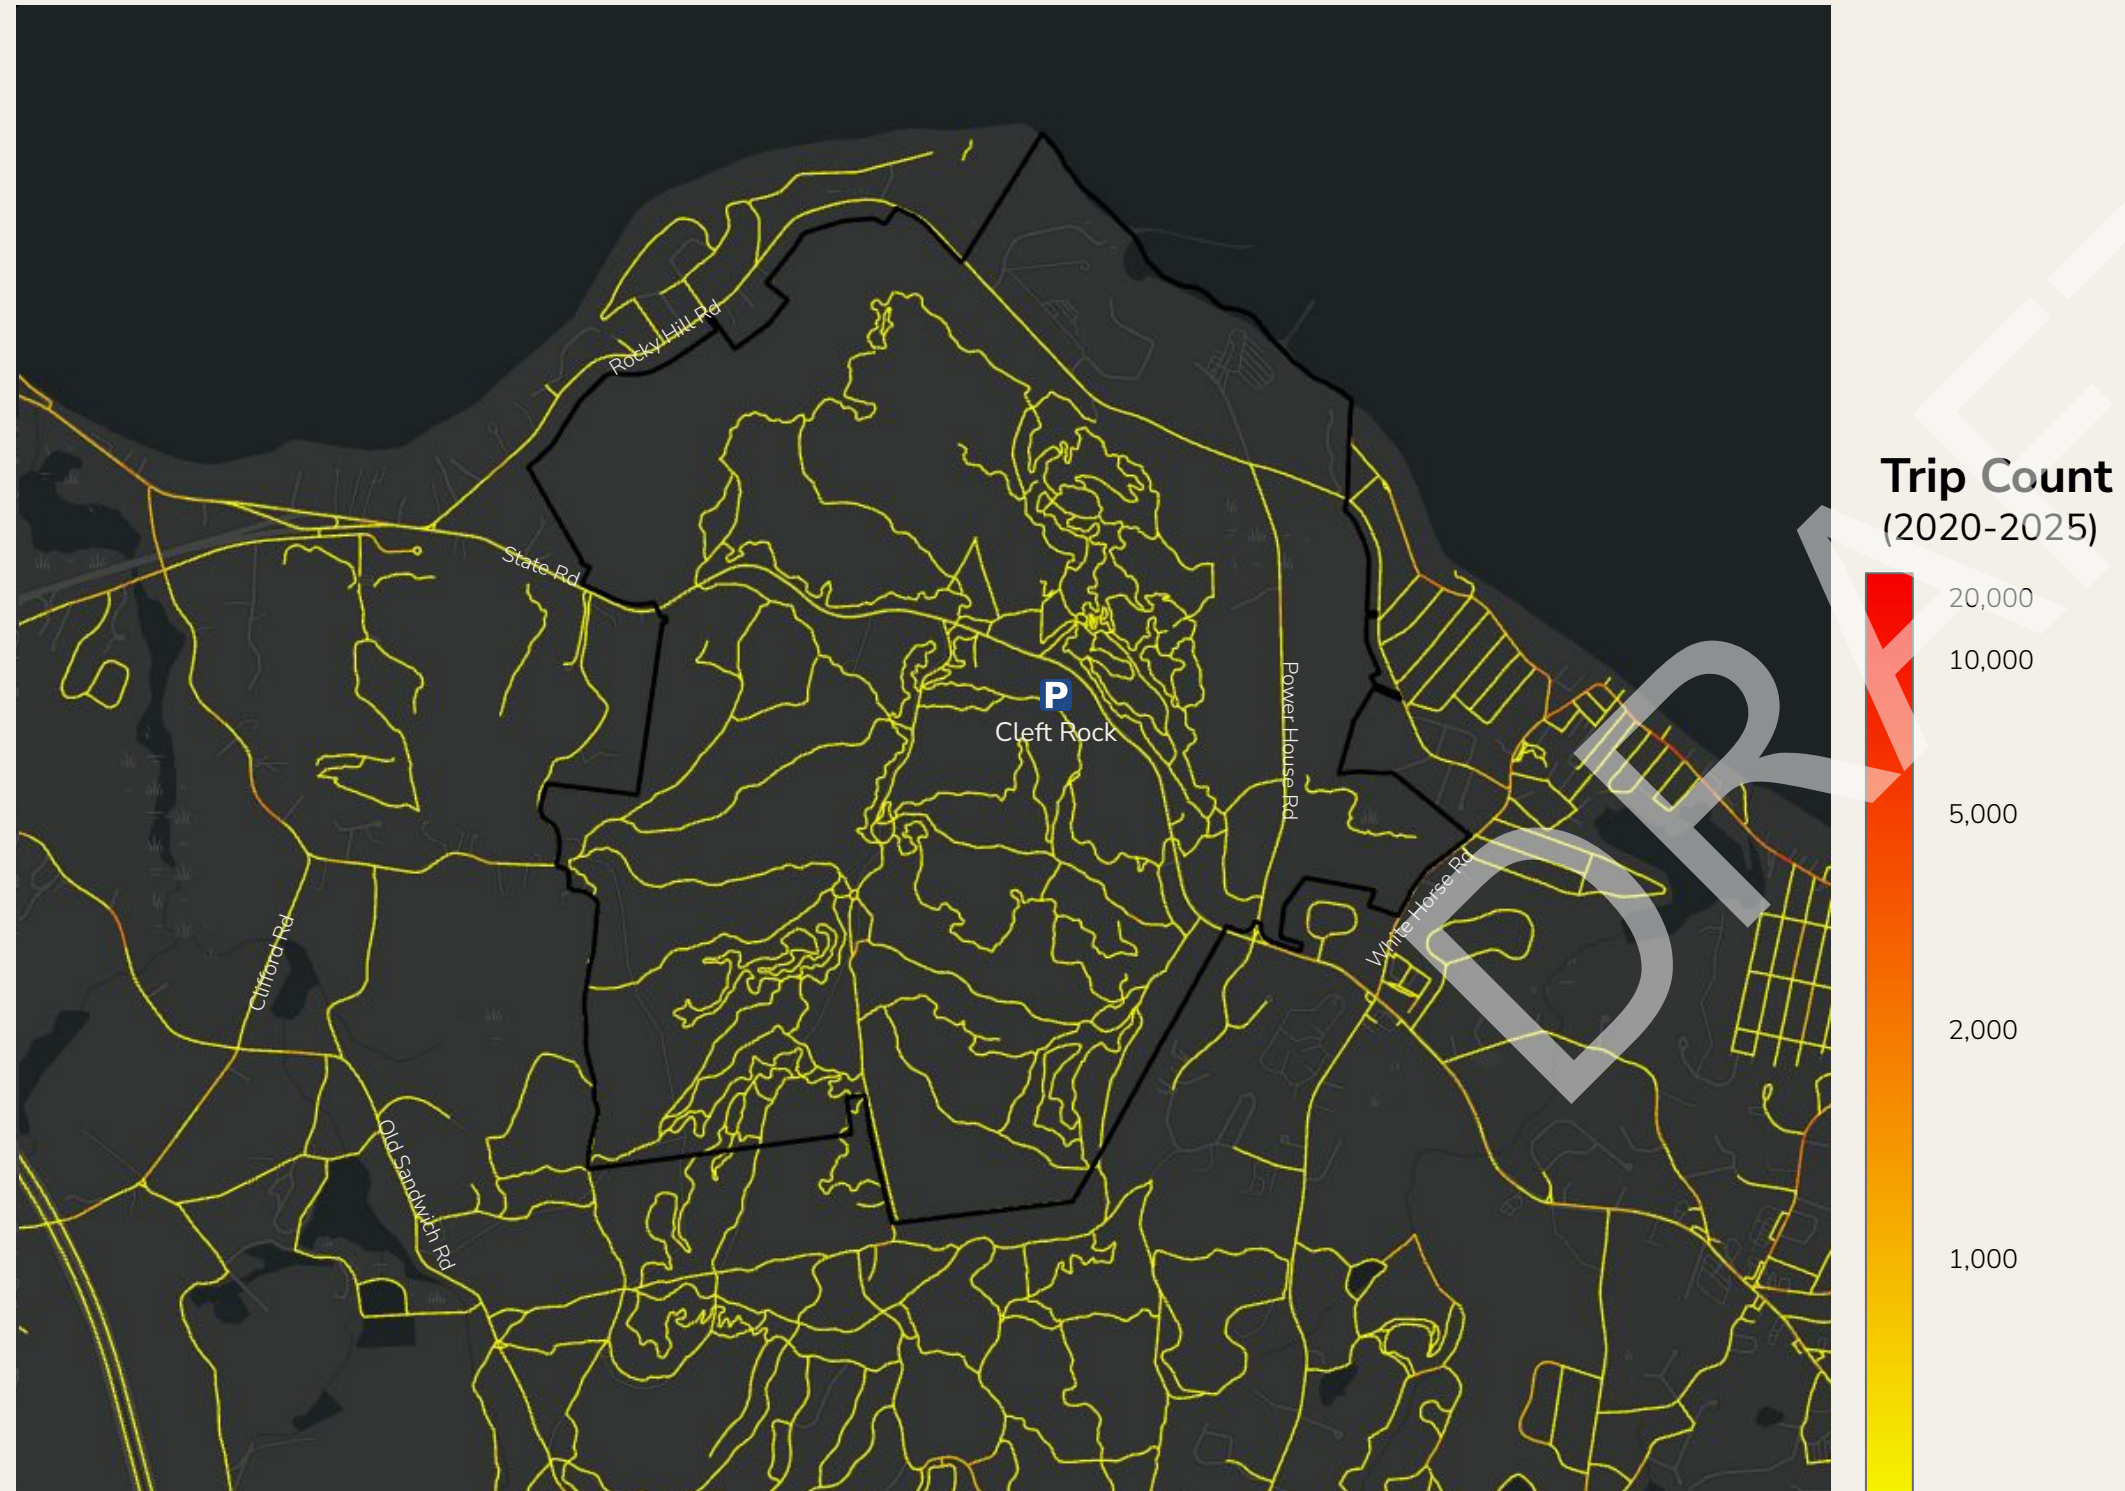 Rocky Hill Rd
State Rd
Power House Rd
P
Cleft Rock
White Horse Rd
Clifford Rd
Old Sandwich Rd
Trip Count
(2020-2025)
20,000
10,000
5,000
2,000
1,000
DRAFT